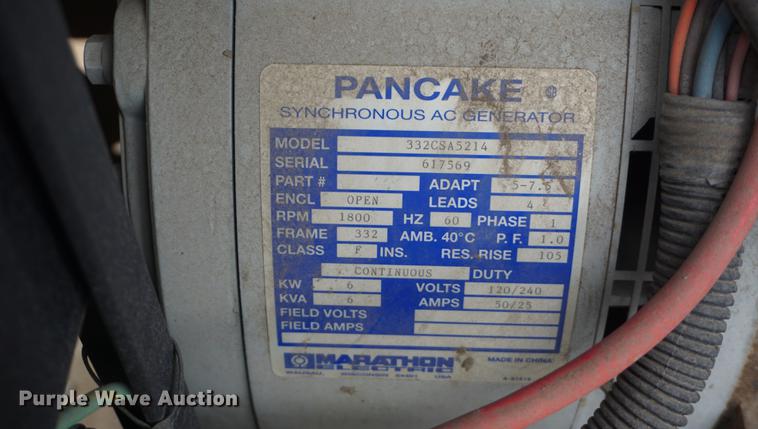 PANCAKE
SYNCHRONOUS AC GENERATOR
MODEL 332CSA5214
SERIAL 617569
PART # ADAPT 5-7.5
ENCL OPEN LEADS 4
RPM 1800 HZ 60 PHASE 1
FRAME 332 AMB. 40°C P. F. 1.0
CLASS F INS. RES. RISE 105
CONTINUOUS DUTY
KW 6 VOLTS 120/240
KVA 6 AMPS 50/25
FIELD VOLTS
FIELD AMPS
MARATHON MADE IN CHINA
ELECTRIC
WAUSAU, WISCONSIN USA
Purple Wave Auction